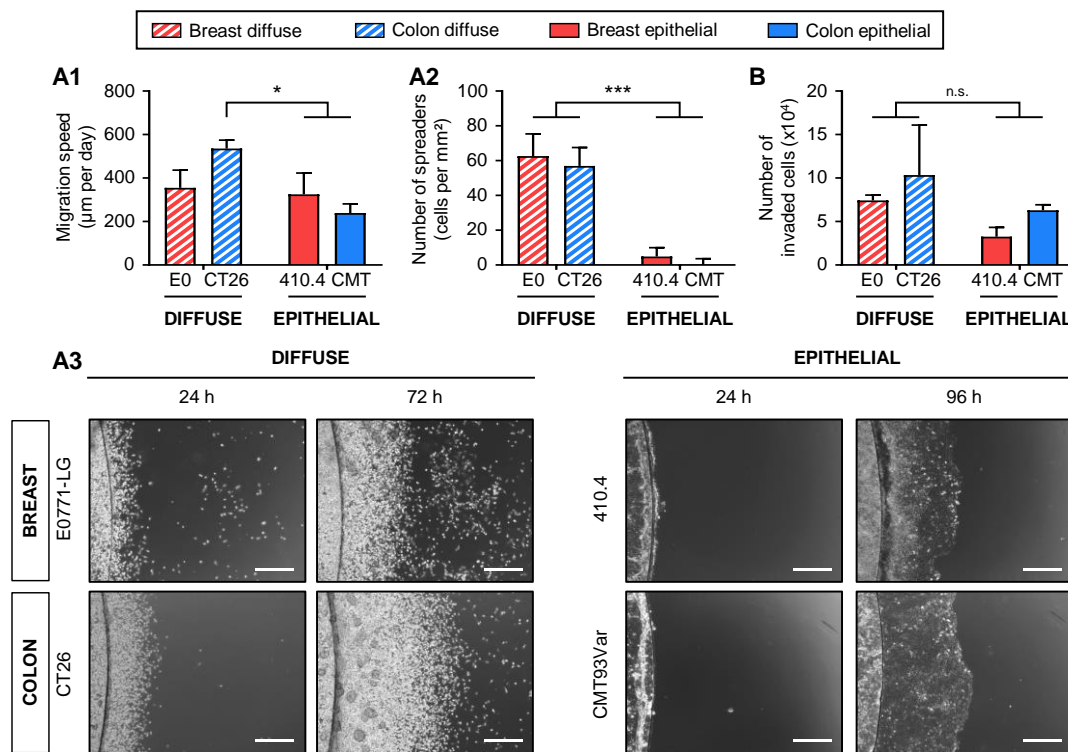 Breast diffuse Colon diffuse Breast epithelial Colon epithelial
A1
Migration speed
(µm per day)
800
600
400
200
0
*
E0 CT26 410.4 CMT
DIFFUSE EPITHELIAL
A2
Number of spreaders
(cells per mm²)
100
80
60
40
20
0
***
E0 CT26 410.4 CMT
DIFFUSE EPITHELIAL
B
Number of
invaded cells (x10⁴)
20
15
10
5
0
n.s.
E0 CT26 410.4 CMT
DIFFUSE EPITHELIAL
A3
DIFFUSE EPITHELIAL
24 h 72 h 24 h 96 h
BREAST
E0771-LG
410.4
COLON
CT26
CMT93Var